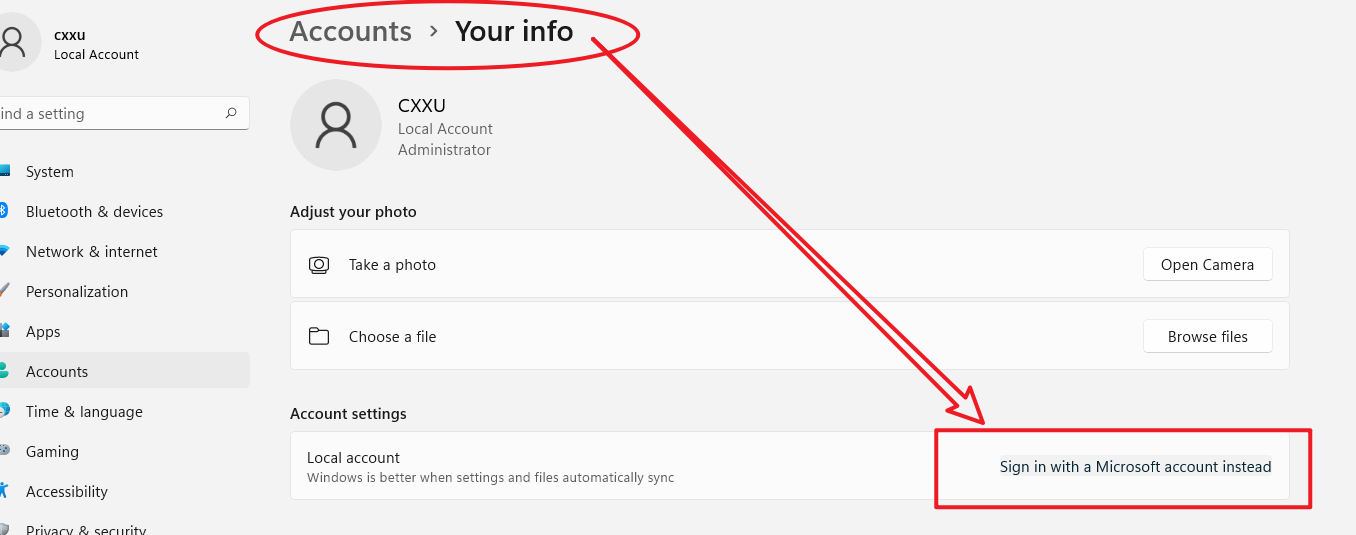 cxxu
Local Account
ind a setting
System
Bluetooth & devices
Network & internet
Personalization
Apps
Accounts
Time & language
Gaming
Accessibility
Privacy & security
Accounts > Your info
CXXU
Local Account
Administrator
Adjust your photo
Take a photo
Open Camera
Choose a file
Browse files
Account settings
Local account
Windows is better when settings and files automatically sync
Sign in with a Microsoft account instead